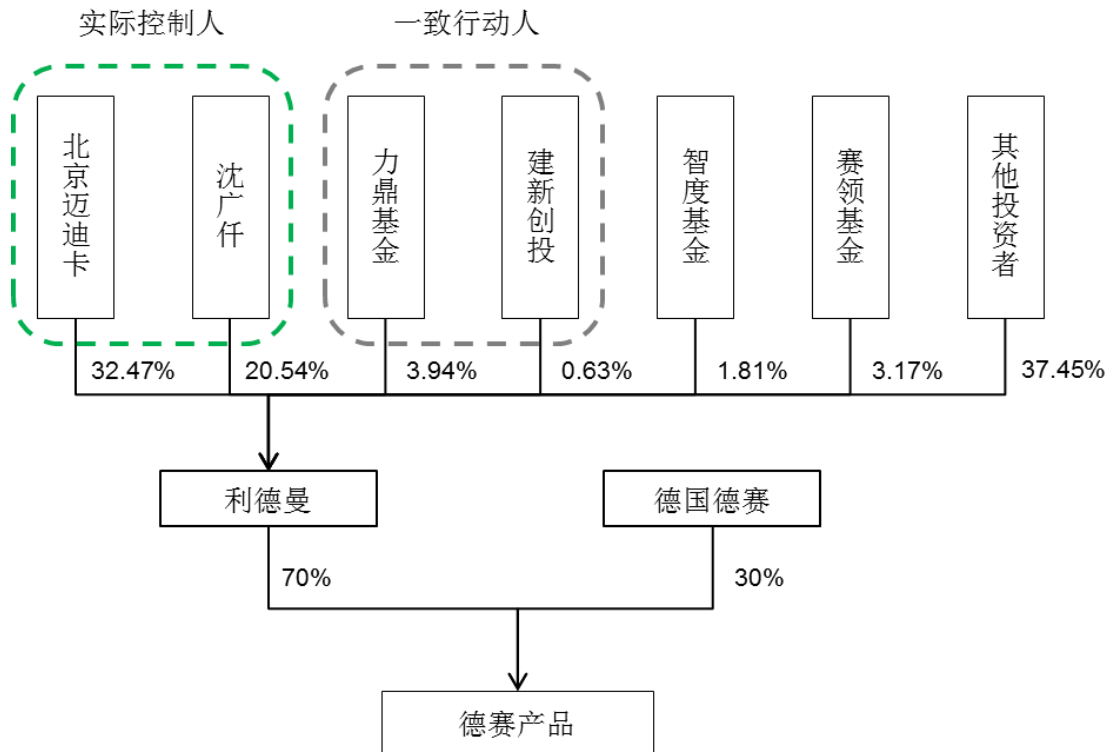 实际控制人
一致行动人
北京迈迪卡
沈广仟
力鼎基金
建新创投
智度基金
赛领基金
其他投资者
32.47%
20.54%
3.94%
0.63%
1.81%
3.17%
37.45%
利德曼
德国德赛
70%
30%
德赛产品